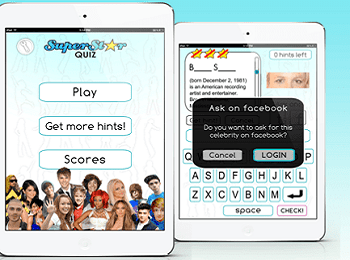 SuperStar
QUIZ
Play
Get more hints!
Scores
0 hints left
B____ S____
(born December 2, 1981)
is an American recording
artist and entertainer.
Ask on facebook
Do you want to ask for this
celebrity on facebook?
Cancel
LOGIN
A S D F G H J K L
Z X C V B N M
space
CHECK!